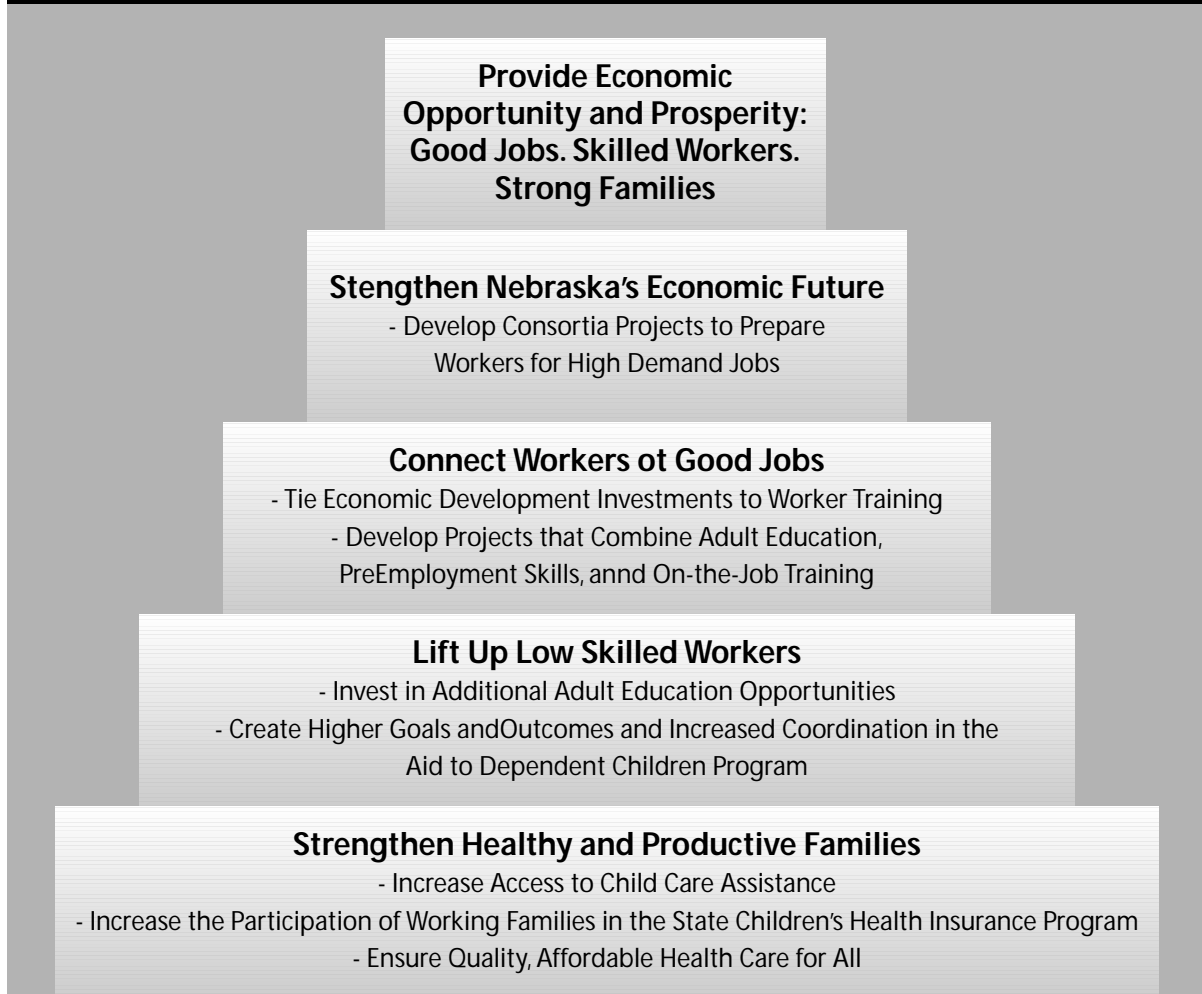 Provide Economic
Opportunity and Prosperity:
Good Jobs. Skilled Workers.
Strong Families
Stengthen Nebraska's Economic Future
- Develop Consortia Projects to Prepare
Workers for High Demand Jobs
Connect Workers ot Good Jobs
- Tie Economic Development Investments to Worker Training
- Develop Projects that Combine Adult Education,
PreEmployment Skills, annd On-the-Job Training
Lift Up Low Skilled Workers
- Invest in Additional Adult Education Opportunities
- Create Higher Goals andOutcomes and Increased Coordination in the
Aid to Dependent Children Program
Strengthen Healthy and Productive Families
- Increase Access to Child Care Assistance
- Increase the Participation of Working Families in the State Children's Health Insurance Program
- Ensure Quality, Affordable Health Care for All